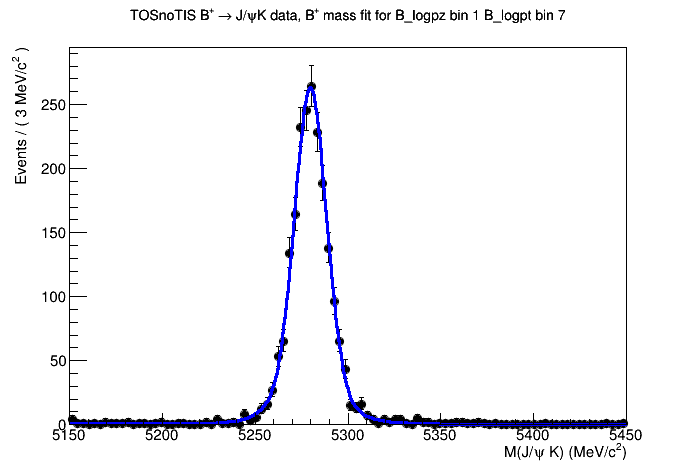 TOSnoTIS B⁺ → J/ψK data, B⁺ mass fit for B_logpz bin 1 B_logpt bin 7
Events / ( 3 MeV/c² )
250
200
150
100
50
0
5150 5200 5250 5300 5350 5400 5450
M(J/ψ K) (MeV/c²)